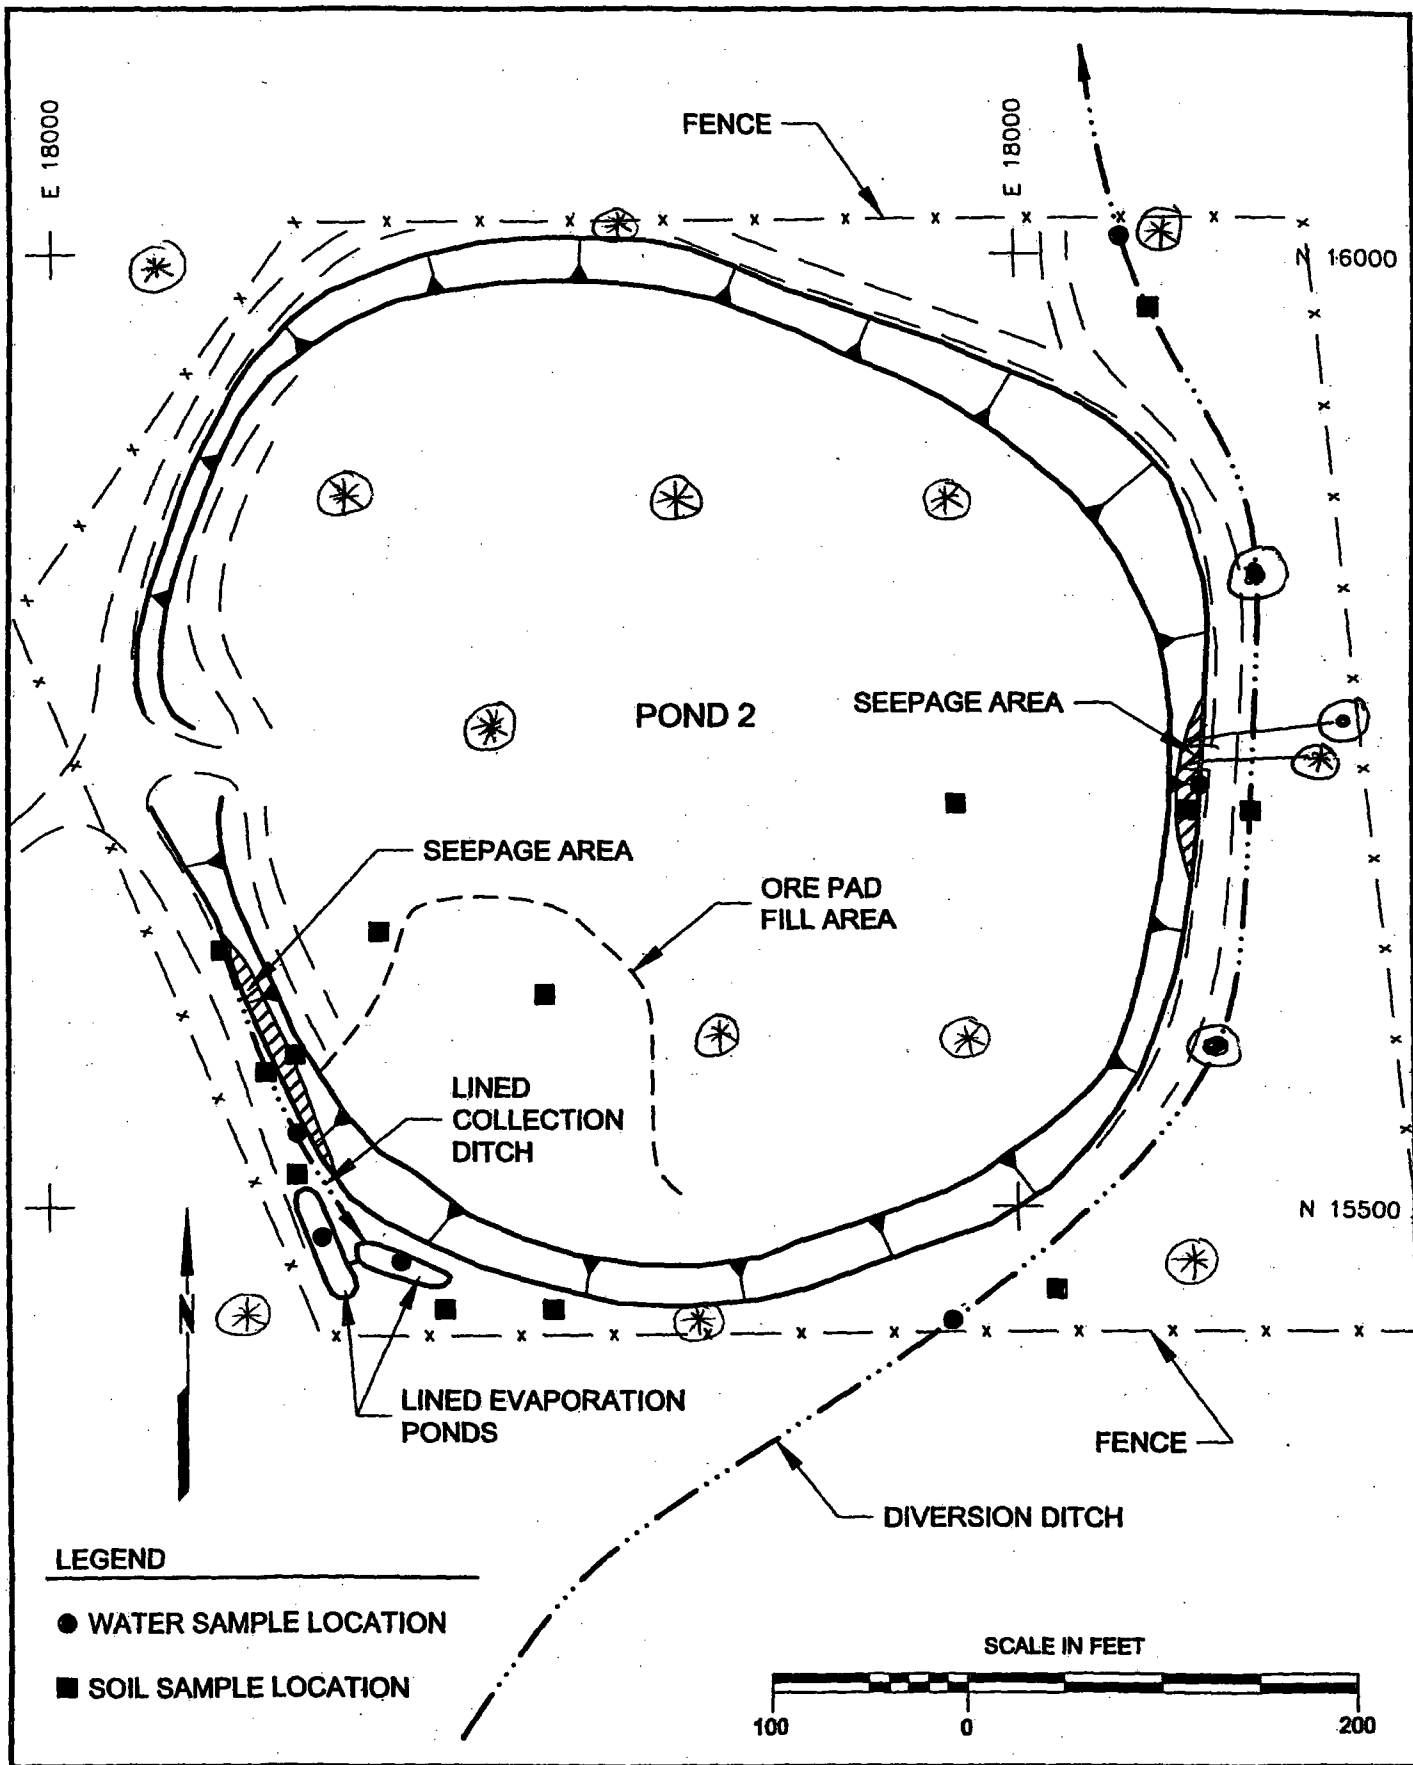 E 18000
E 18000
FENCE
N 16000
POND 2
SEEPAGE AREA
SEEPAGE AREA
ORE PAD
FILL AREA
LINED
COLLECTION
DITCH
N 15500
N
LINED EVAPORATION
PONDS
FENCE
DIVERSION DITCH
LEGEND
WATER SAMPLE LOCATION
SOIL SAMPLE LOCATION
SCALE IN FEET
100 0 200